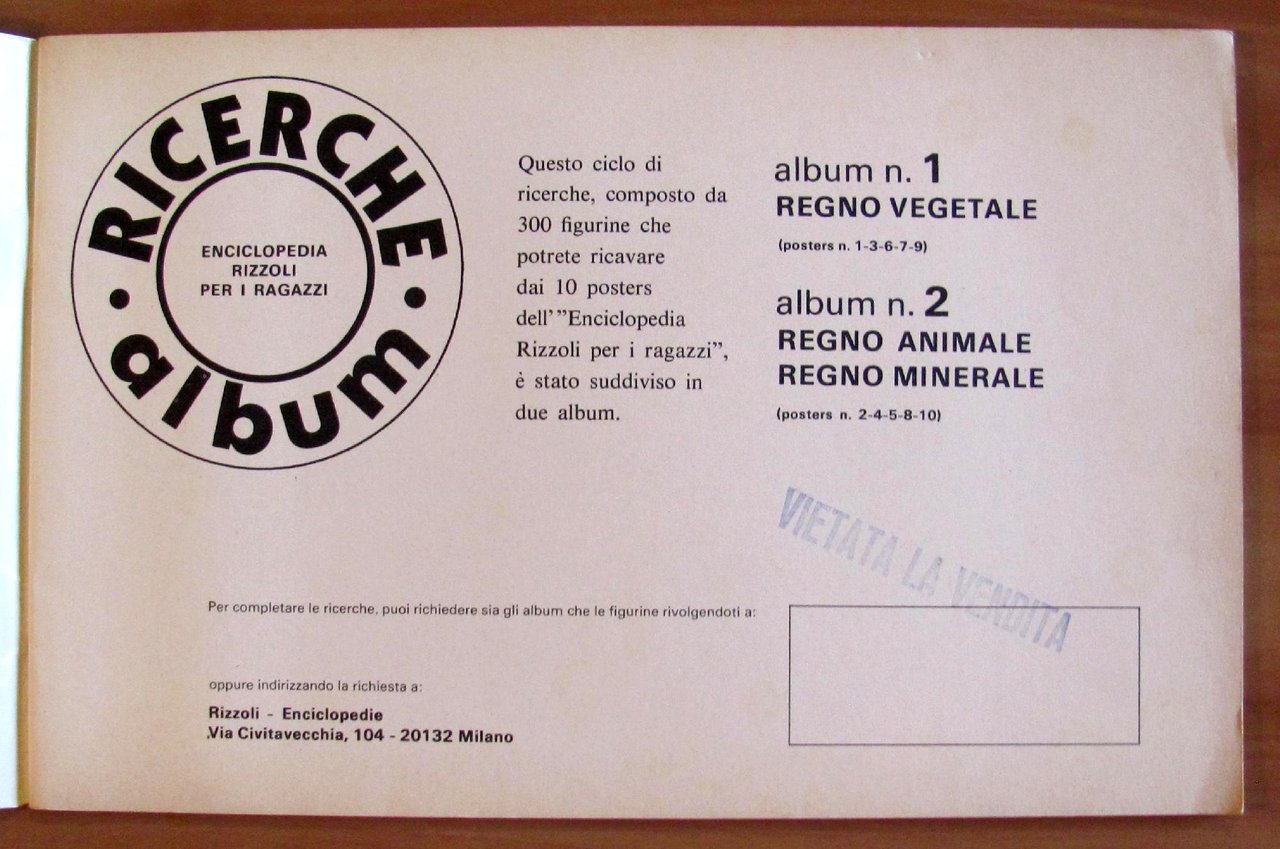 RICERCHE
ENCICLOPEDIA
RIZZOLI
PER I RAGAZZI
album
Questo ciclo di
ricerche, composto da
300 figurine che
potrete ricavare
dai 10 posters
dell'"Enciclopedia
Rizzoli per i ragazzi",
è stato suddiviso in
due album.
album n. 1
REGNO VEGETALE
(posters n. 1-3-6-7-9)
album n. 2
REGNO ANIMALE
REGNO MINERALE
(posters n. 2-4-5-8-10)
VIETATA LA VENDITA
Per completare le ricerche, puoi richiedere sia gli album che le figurine rivolgendoti a:
oppure indirizzando la richiesta a:
Rizzoli - Enciclopedie
Via Civitavecchia, 104 - 20132 Milano